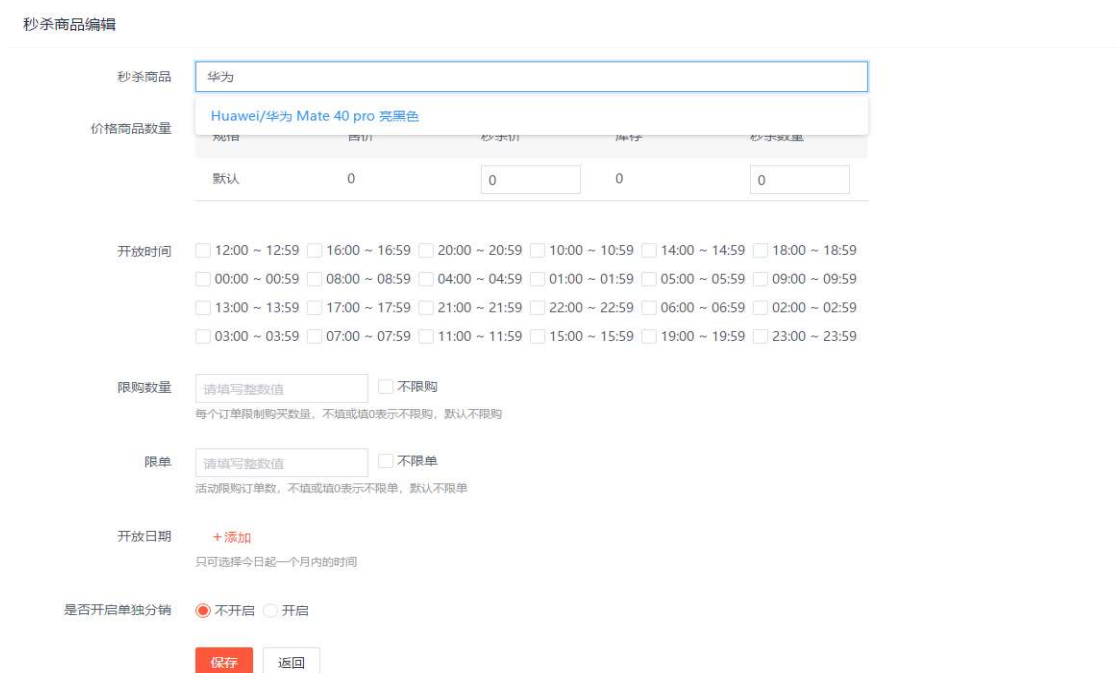 秒杀商品编辑
秒杀商品 华为
Huawei/华为 Mate 40 pro 亮黑色
价格商品数量
规格 售价 秒杀价 库存 秒杀数量
默认 0 0 0 0
开放时间 12:00 ~ 12:59 16:00 ~ 16:59 20:00 ~ 20:59 10:00 ~ 10:59 14:00 ~ 14:59 18:00 ~ 18:59
00:00 ~ 00:59 08:00 ~ 08:59 04:00 ~ 04:59 01:00 ~ 01:59 05:00 ~ 05:59 09:00 ~ 09:59
13:00 ~ 13:59 17:00 ~ 17:59 21:00 ~ 21:59 22:00 ~ 22:59 06:00 ~ 06:59 02:00 ~ 02:59
03:00 ~ 03:59 07:00 ~ 07:59 11:00 ~ 11:59 15:00 ~ 15:59 19:00 ~ 19:59 23:00 ~ 23:59
限购数量 请填写整数值 不限购
每个订单限制购买数量，不填或填0表示不限购，默认不限购
限单 请填写整数值 不限单
活动限购订单数，不填或填0表示不限单，默认不限单
开放日期 +添加
只可选择今日起一个月内的时间
是否开启单独分销 不开启 开启
保存 返回